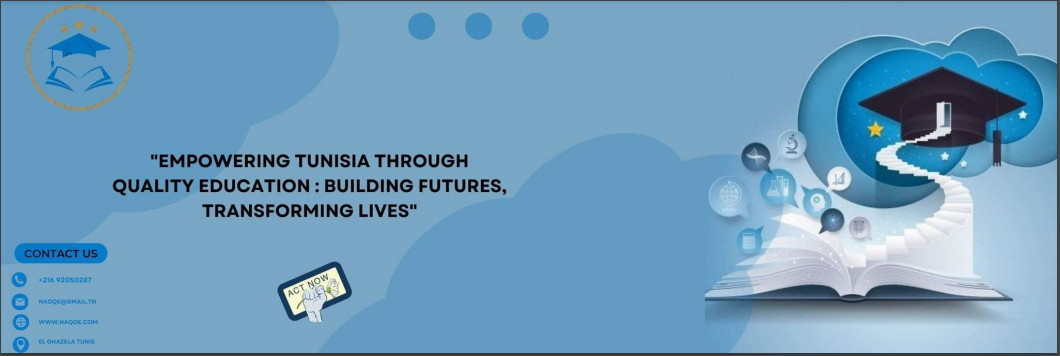 "EMPOWERING TUNISIA THROUGH
QUALITY EDUCATION : BUILDING FUTURES,
TRANSFORMING LIVES"
ACT NOW
CONTACT US
+216 92050287
NAOQE@GMAIL.TN
WWW.NAQOE.COM
EL GHAZELA TUNIS